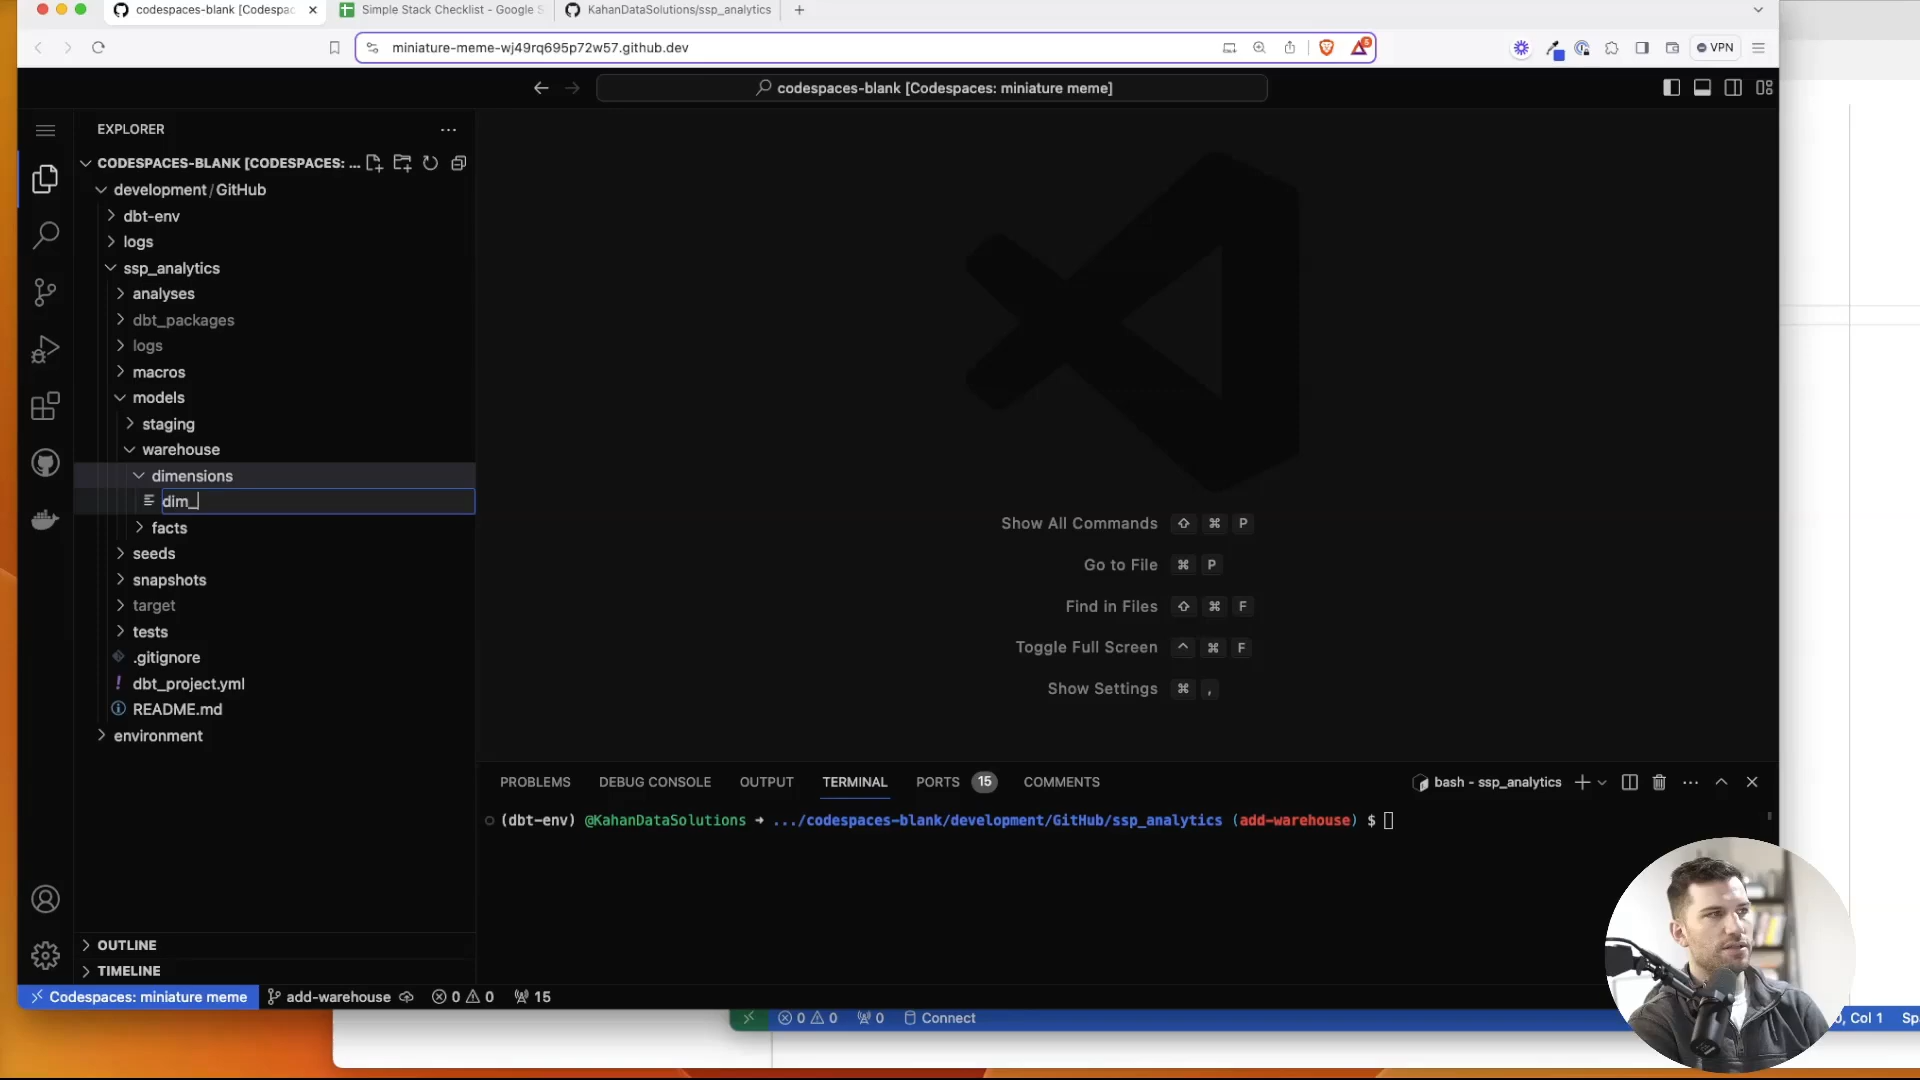 codespaces-blank [Codespac
Simple Stack Checklist - Google S
KahanDataSolutions/ssp_analytics
miniature-meme-wj49rq695p72w57.github.dev
5
VPN
codespaces-blank [Codespaces: miniature meme]
EXPLORER
CODESPACES-BLANK [CODESPACES: ...
development / GitHub
dbt-env
logs
ssp_analytics
analyses
dbt_packages
logs
macros
models
staging
warehouse
dimensions
dim_
facts
seeds
snapshots
target
tests
.gitignore
dbt_project.yml
README.md
environment
OUTLINE
TIMELINE
Show All Commands ⇧ ⌘ P
Go to File ⌘ P
Find in Files ⇧ ⌘ F
Toggle Full Screen ^ ⌘ F
Show Settings ⌘ ,
PROBLEMS DEBUG CONSOLE OUTPUT TERMINAL PORTS 15 COMMENTS
bash - ssp_analytics
(dbt-env) @KahanDataSolutions → .../codespaces-blank/development/GitHub/ssp_analytics (add-warehouse) $
Codespaces: miniature meme add-warehouse 0 0 15
0 0 0 Connect
Col 1 Sp